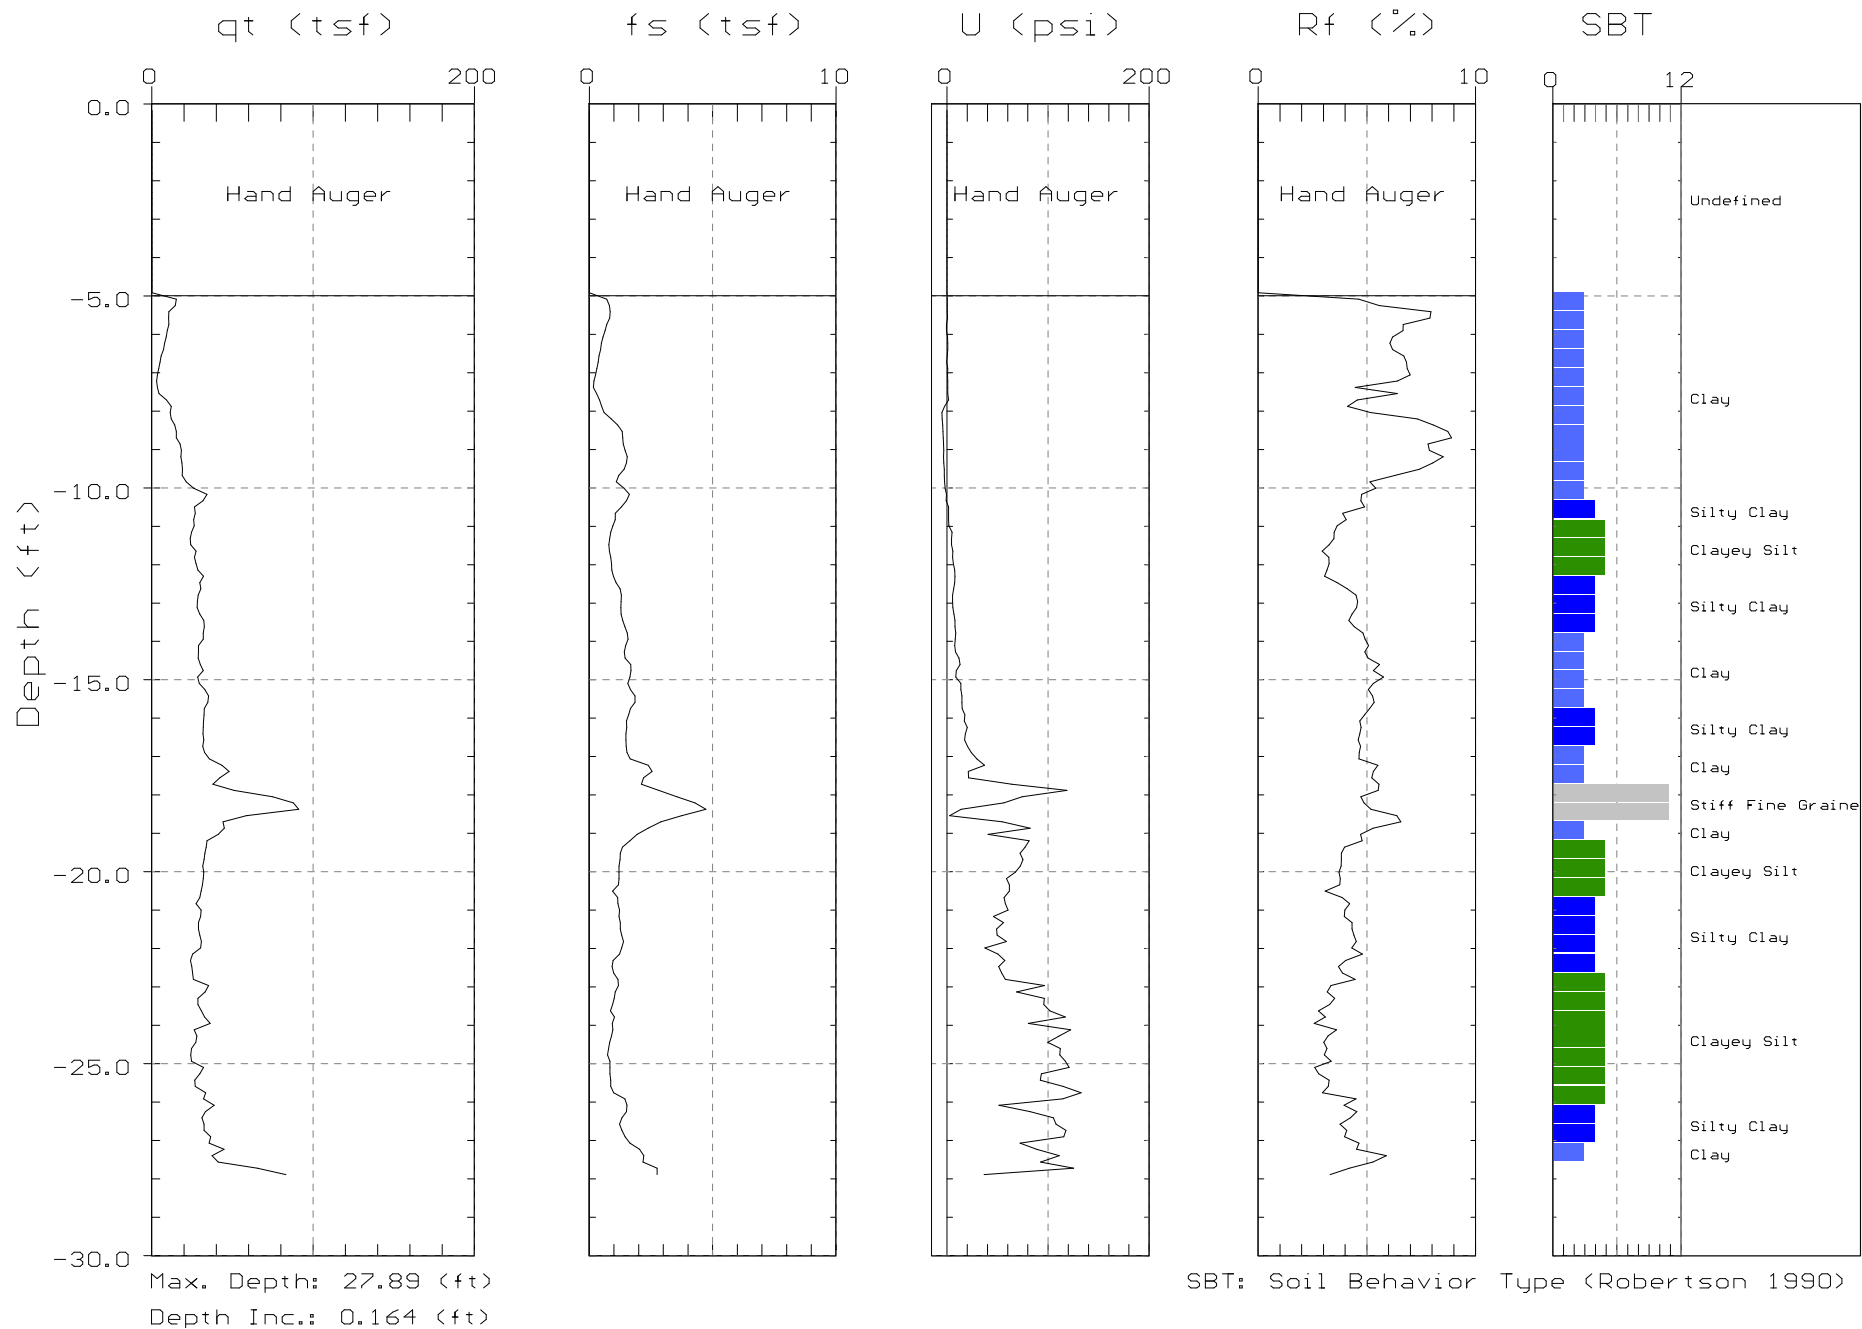 qt (tsf) fs (tsf) U (psi) Rf (%) SBT
0 200 0 10 0 200 0 10 0 12
0.0
Hand Auger Hand Auger Hand Auger Hand Auger
Undefined
-5.0
Clay
-10.0
Silty Clay
Clayey Silt
Silty Clay
Depth (ft)
Clay
-15.0
Silty Clay
Clay
Stiff Fine Graine
Clay
-20.0
Clayey Silt
Silty Clay
Clayey Silt
-25.0
Silty Clay
Clay
-30.0
Max. Depth: 27.89 (ft) SBT: Soil Behavior Type (Robertson 1990)
Depth Inc.: 0.164 (ft)